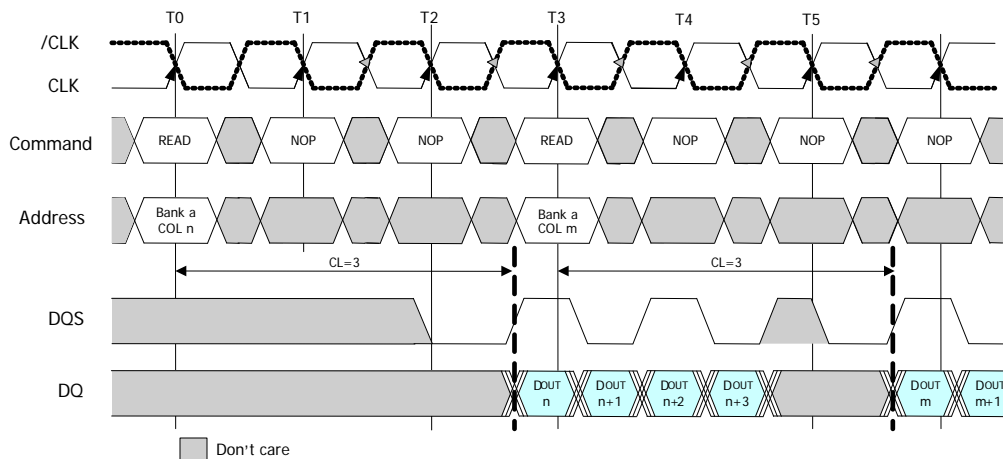 T0 T1 T2 T3 T4 T5
/CLK
CLK
Command READ NOP NOP READ NOP NOP NOP
Address Bank a COL n Bank a COL m
CL=3 CL=3
DQS
DQ DOUT n DOUT n+1 DOUT n+2 DOUT n+3 DOUT m DOUT m+1
Don't care